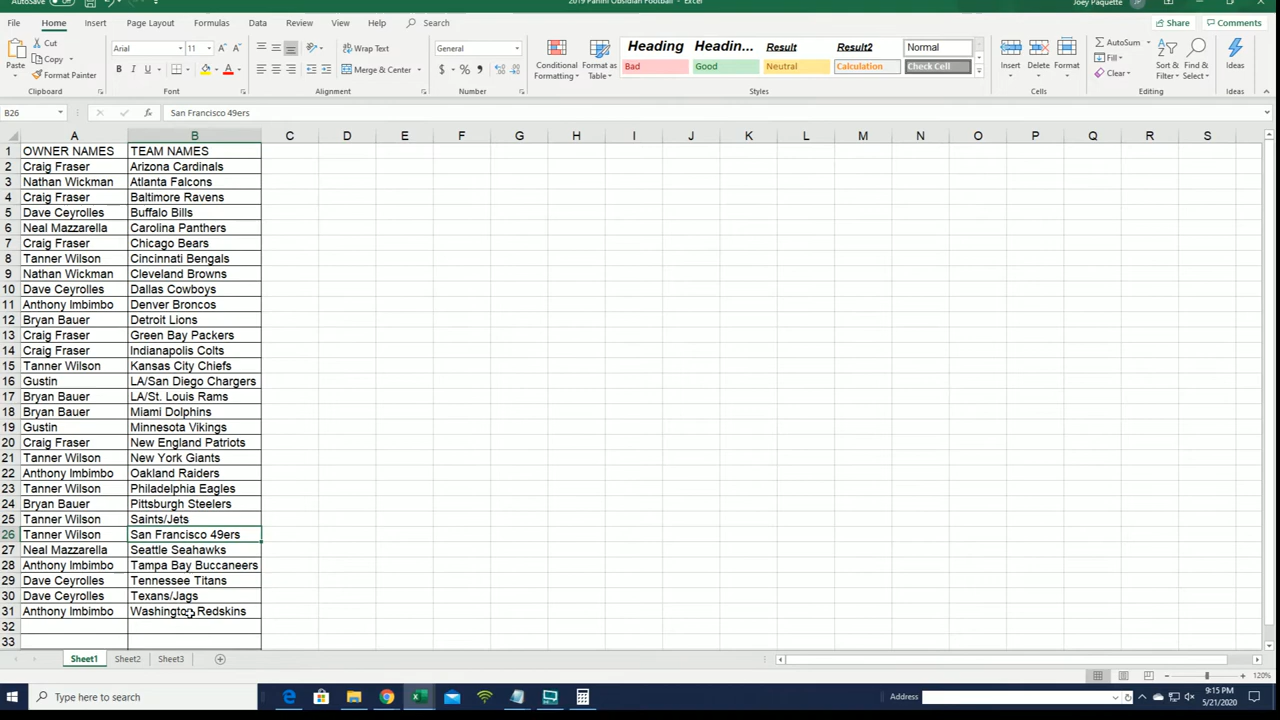 AutoSave Off 2019 Panini Obsidian Football - Excel Joey Paquette JP
File Home Insert Page Layout Formulas Data Review View Help Search Share Comments
Paste Cut Copy Format Painter Clipboard
Arial 11 A A B I U A Font
Wrap Text Merge & Center Alignment
General $ % Number
Conditional Formatting Format as Table
Heading Headin... Result Result2 Normal
Bad Good Neutral Calculation Check Cell
Styles
Insert Delete Format Cells
AutoSum Fill Clear Sort & Filter Find & Select Editing
Ideas Ideas
B26 fx San Francisco 49ers
A B C D E F G H I J K L M N O P Q R S
1 OWNER NAMES TEAM NAMES
2 Craig Fraser Arizona Cardinals
3 Nathan Wickman Atlanta Falcons
4 Craig Fraser Baltimore Ravens
5 Dave Ceyrolles Buffalo Bills
6 Neal Mazzarella Carolina Panthers
7 Craig Fraser Chicago Bears
8 Tanner Wilson Cincinnati Bengals
9 Nathan Wickman Cleveland Browns
10 Dave Ceyrolles Dallas Cowboys
11 Anthony Imbimbo Denver Broncos
12 Bryan Bauer Detroit Lions
13 Craig Fraser Green Bay Packers
14 Craig Fraser Indianapolis Colts
15 Tanner Wilson Kansas City Chiefs
16 Gustin LA/San Diego Chargers
17 Bryan Bauer LA/St. Louis Rams
18 Bryan Bauer Miami Dolphins
19 Gustin Minnesota Vikings
20 Craig Fraser New England Patriots
21 Tanner Wilson New York Giants
22 Anthony Imbimbo Oakland Raiders
23 Tanner Wilson Philadelphia Eagles
24 Bryan Bauer Pittsburgh Steelers
25 Tanner Wilson Saints/Jets
26 Tanner Wilson San Francisco 49ers
27 Neal Mazzarella Seattle Seahawks
28 Anthony Imbimbo Tampa Bay Buccaneers
29 Dave Ceyrolles Tennessee Titans
30 Dave Ceyrolles Texans/Jags
31 Anthony Imbimbo Washington Redskins
32
33
Sheet1 Sheet2 Sheet3
120%
Type here to search Address 9:15 PM
5/21/2020